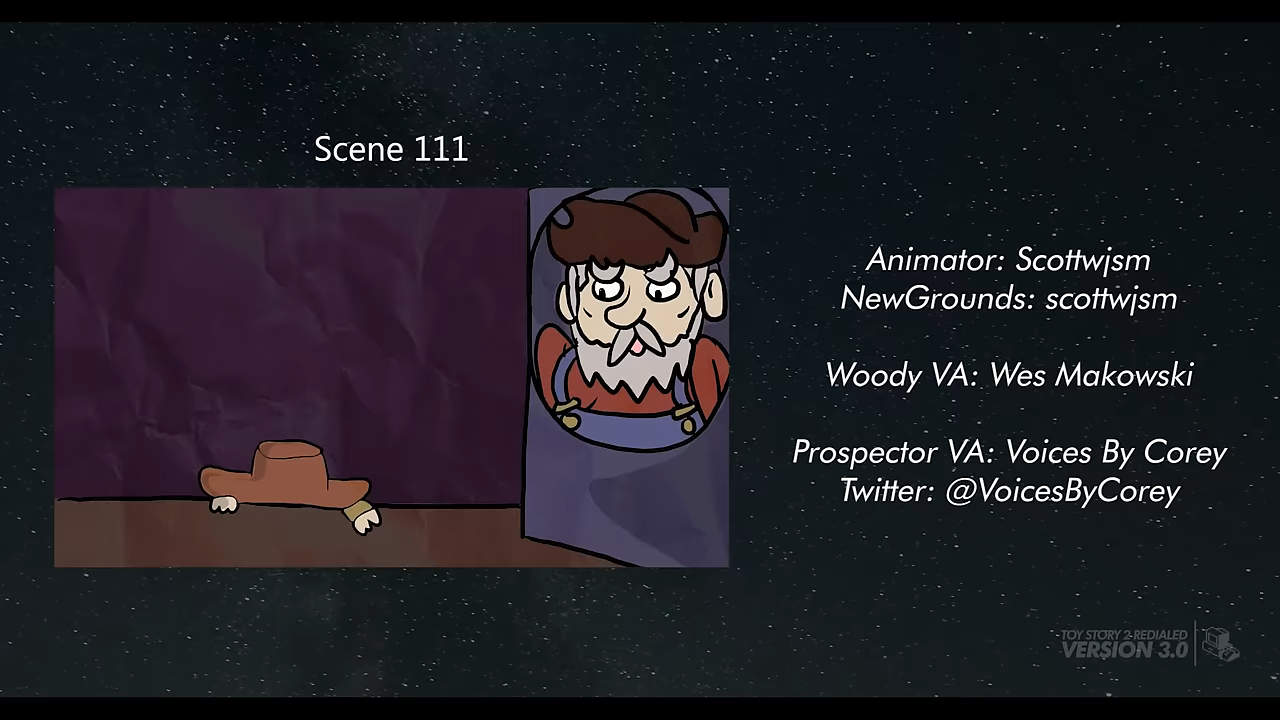 Scene 111
Animator: Scottwjsm
NewGrounds: scottwjsm
Woody VA: Wes Makowski
Prospector VA: Voices By Corey
Twitter: @VoicesByCorey
TOY STORY 2-REDIALED
VERSION 3.0